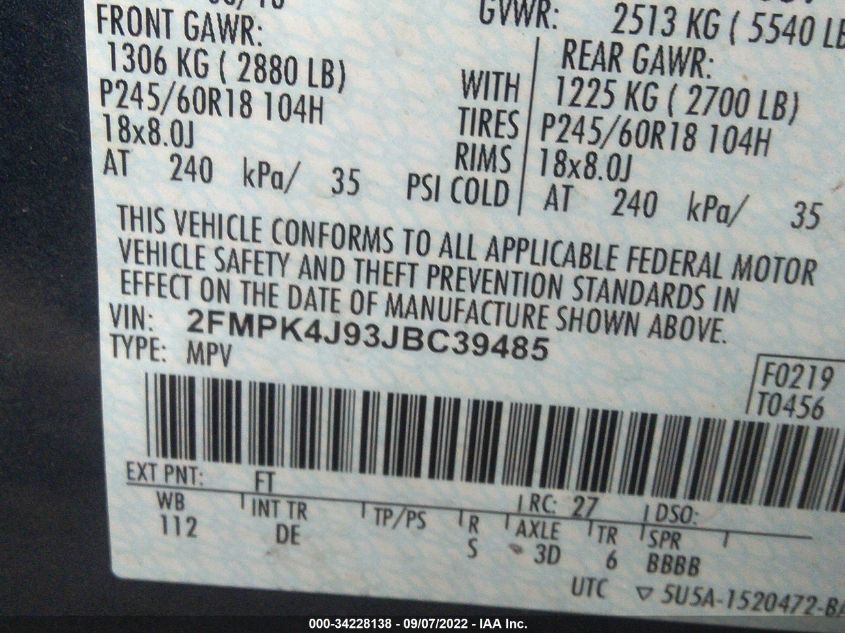 GVWR: 2513 KG ( 5540 LB
FRONT GAWR:
1306 KG ( 2880 LB)
P245/60R18 104H
18x8.0J
AT 240 kPa/ 35
WITH
TIRES
RIMS
PSI COLD
REAR GAWR:
1225 KG ( 2700 LB)
P245/60R18 104H
18x8.0J
AT 240 kPa/ 35
THIS VEHICLE CONFORMS TO ALL APPLICABLE FEDERAL MOTOR
VEHICLE SAFETY AND THEFT PREVENTION STANDARDS IN
EFFECT ON THE DATE OF MANUFACTURE SHOWN ABOVE.
VIN: 2FMPK4J93JBC39485
TYPE: MPV
F0219
T0456
EXT PNT: FT
RC: 27 DSO:
WB INT TR TP/PS R AXLE TR SPR
112 DE S 3D 6 BBBB
UTC 5U5A-1520472-BA
000-34228138 - 09/07/2022 - IAA Inc.